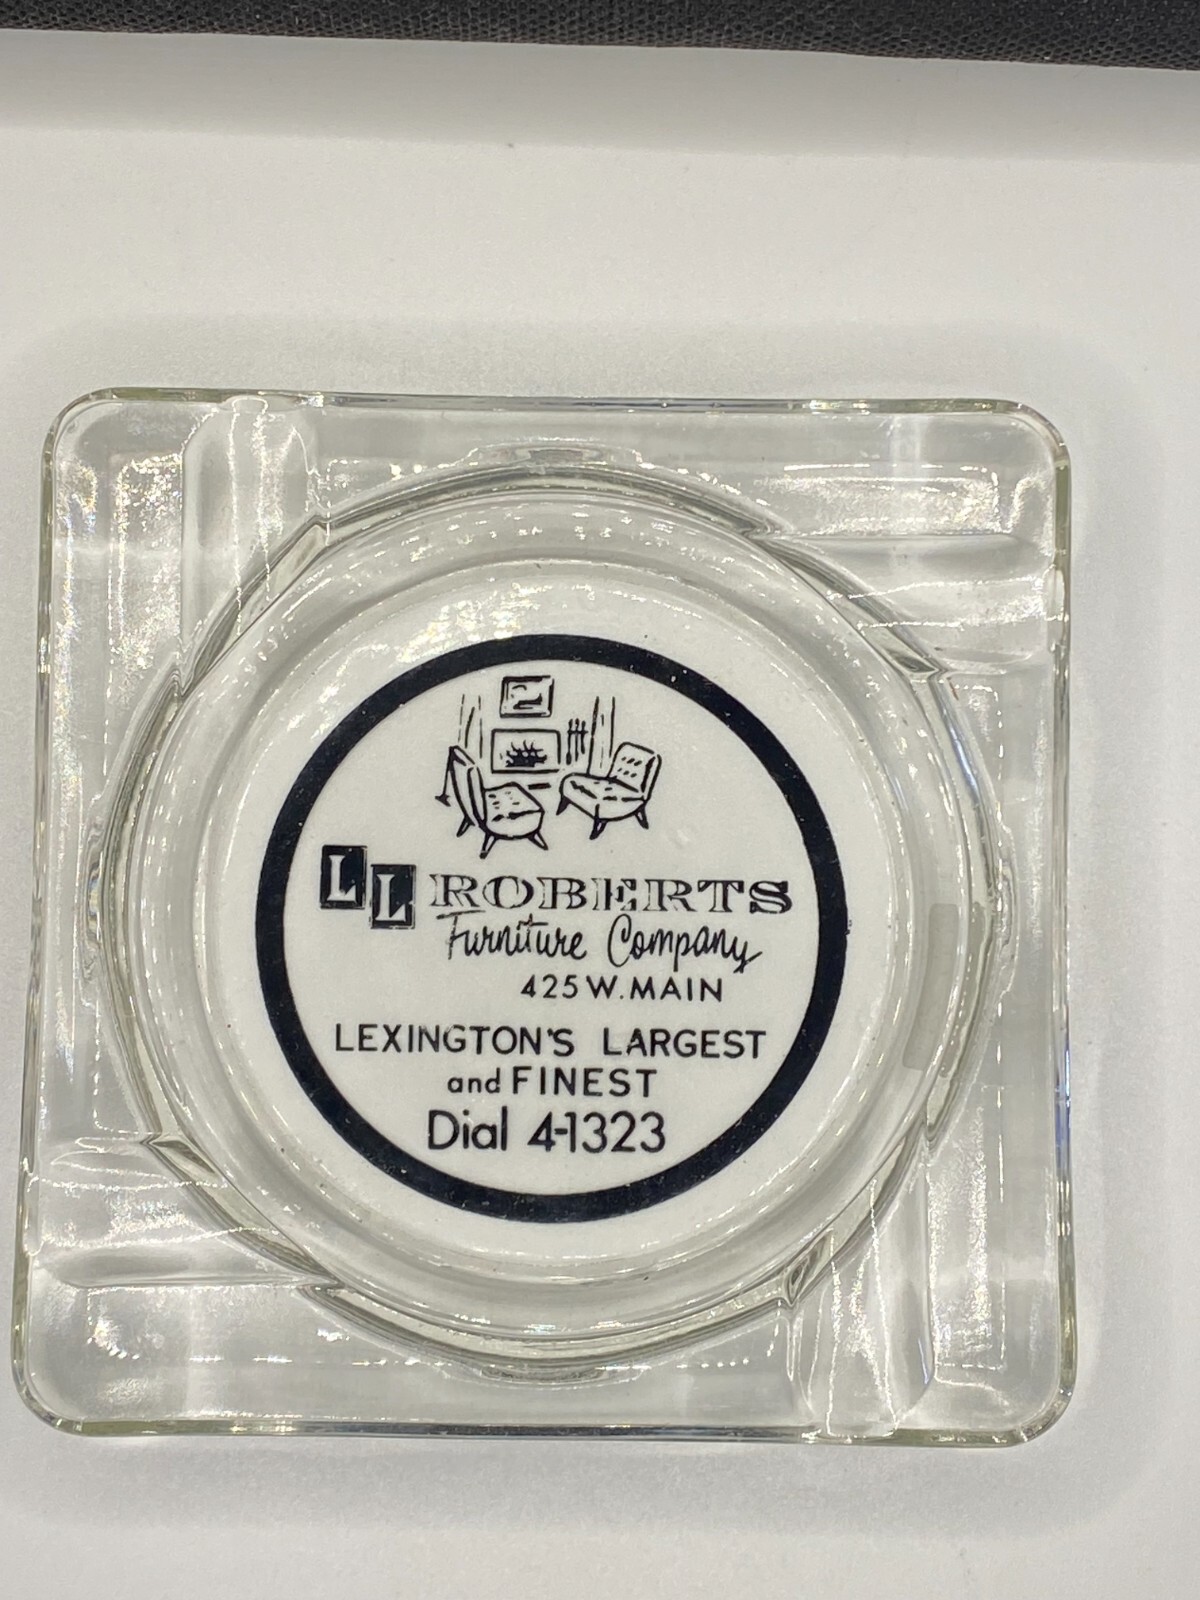 LL ROBERTS
Furniture Company
425 W. MAIN
LEXINGTON'S LARGEST
and FINEST
Dial 4-1323